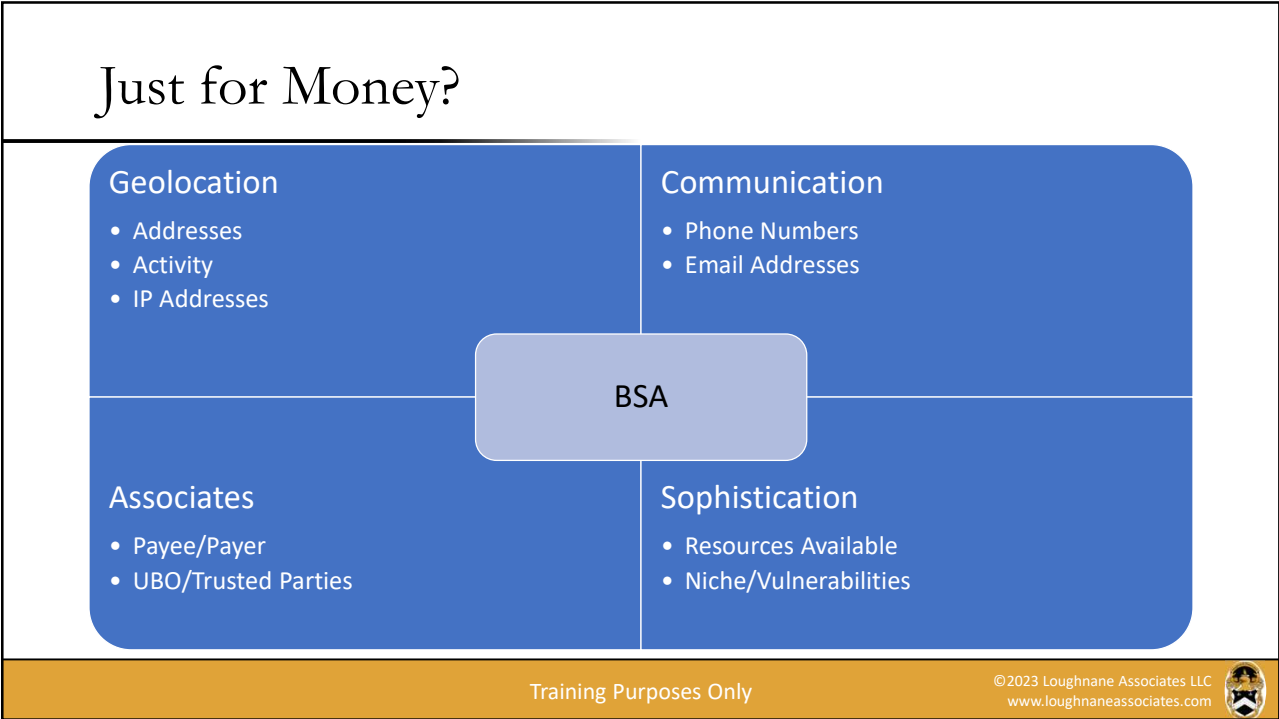 Just for Money?
Geolocation
• Addresses
• Activity
• IP Addresses
Communication
• Phone Numbers
• Email Addresses
BSA
Associates
• Payee/Payer
• UBO/Trusted Parties
Sophistication
• Resources Available
• Niche/Vulnerabilities
Training Purposes Only
©2023 Loughnane Associates LLC
www.loughnaneassociates.com